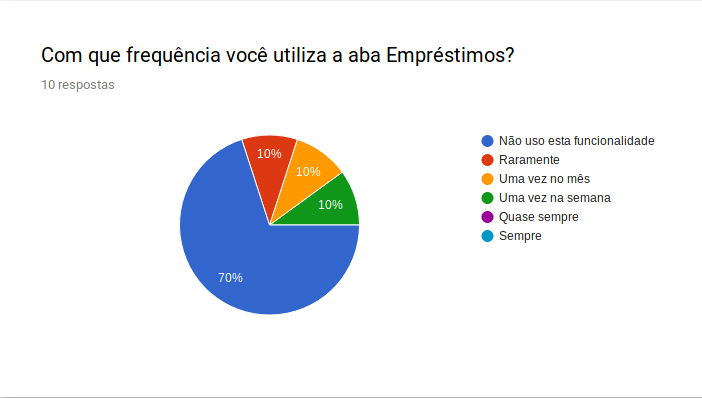 Com que frequência você utiliza a aba Empréstimos?
10 respostas
Não uso esta funcionalidade
Raramente
Uma vez no mês
Uma vez na semana
Quase sempre
Sempre
10%
10%
10%
70%